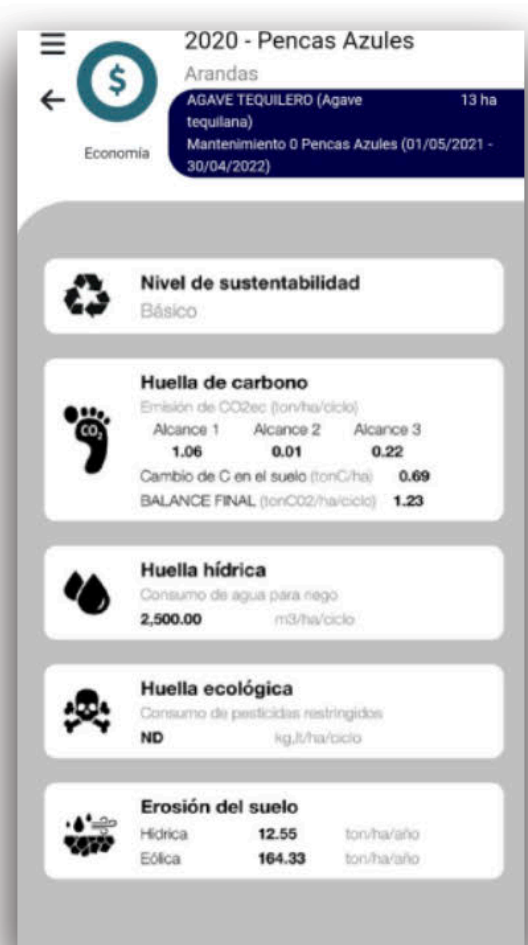 2020 - Pencas Azules
Arandas
$
AGAVE TEQUILERO (Agave 13 ha
tequilana)
Mantenimiento 0 Pencas Azules (01/05/2021 -
30/04/2022)
Economía
Nivel de sustentabilidad
Básico
Huella de carbono
Emisión de CO2ec (ton/ha/ciclo)
CO2
Alcance 1 Alcance 2 Alcance 3
1.06 0.01 0.22
Cambio de C en el suelo (tonC/ha) 0.69
BALANCE FINAL (tonC02/ha/ciclo) 1.23
Huella hídrica
Consumo de agua para riego
2,500.00 m3/ha/ciclo
Huella ecológica
Consumo de pesticidas restringidos
ND kg,lt/ha/ciclo
Erosión del suelo
Hídrica 12.55 ton/ha/año
Eólica 164.33 ton/ha/año